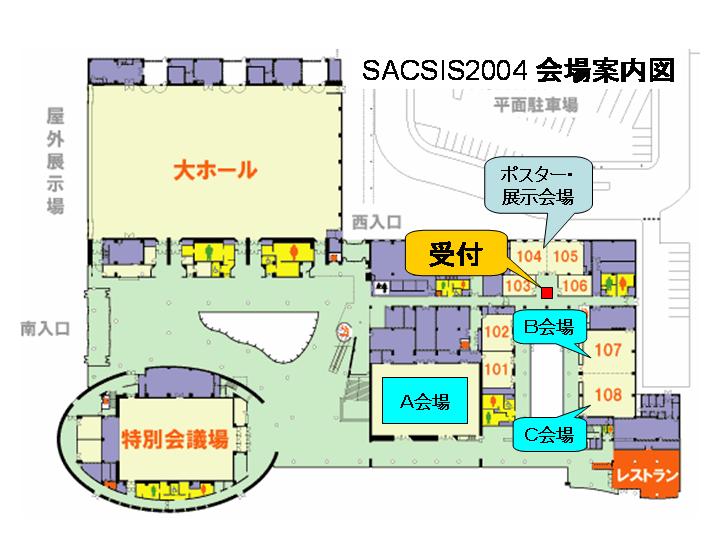 SACSIS2004 会場案内図
平面駐車場
屋外展示場
大ホール
ポスター・
展示会場
西入口
受付
104
105
103
106
南入口
102
B会場
107
101
108
A会場
C会場
特別会議場
レストラン